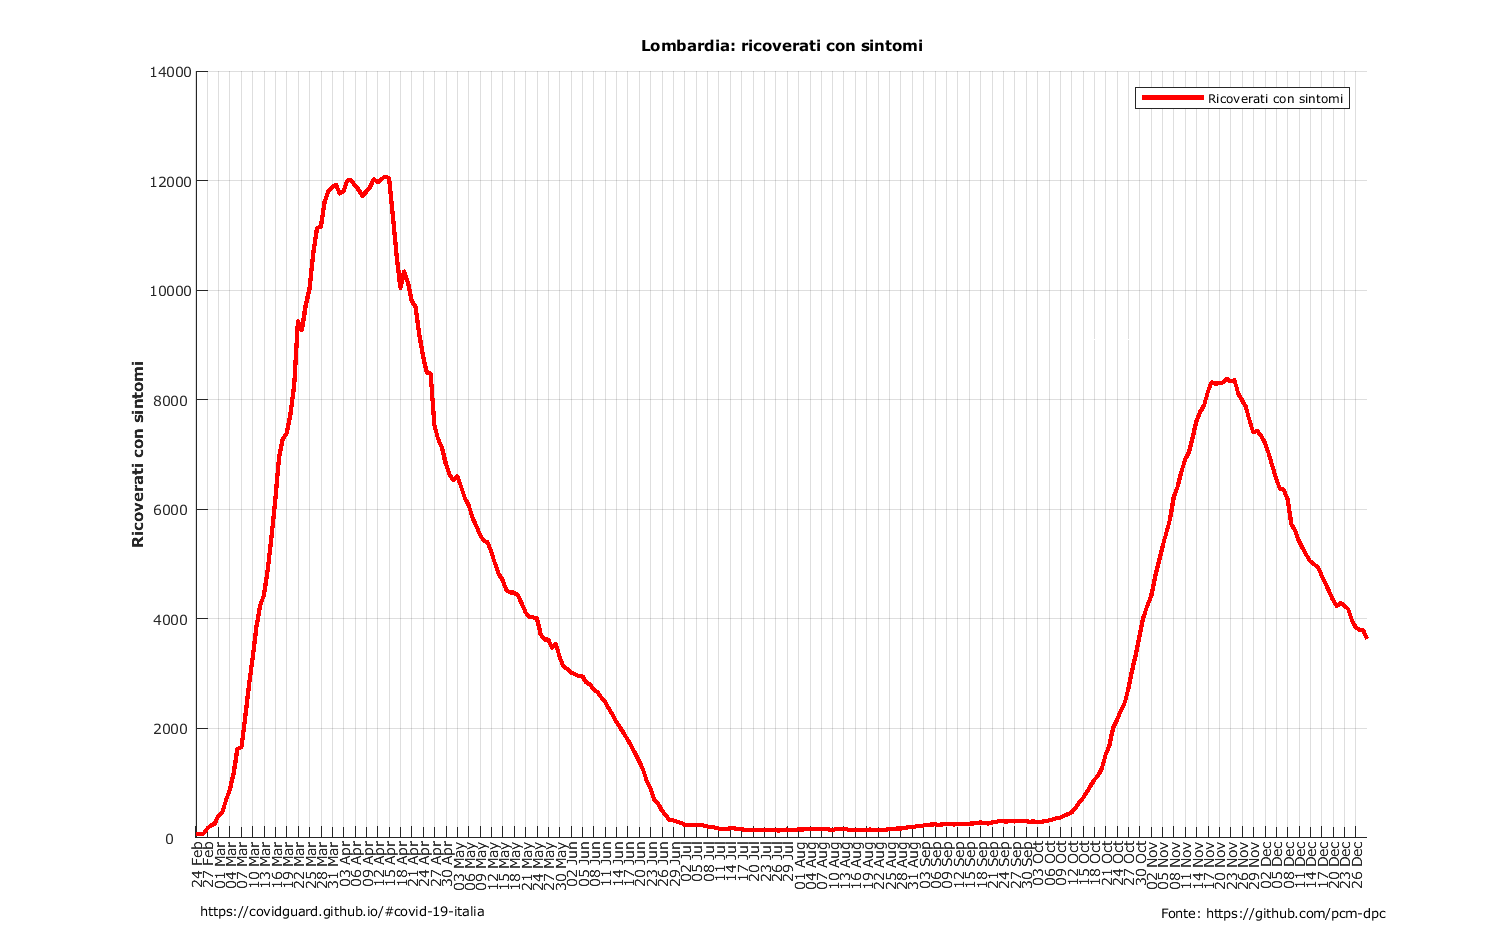 Lombardia: ricoverati con sintomi
Ricoverati con sintomi
14000
12000
10000
8000
6000
4000
2000
0
Ricoverati con sintomi
24 Feb
27 Feb
01 Mar
04 Mar
07 Mar
10 Mar
13 Mar
16 Mar
19 Mar
22 Mar
25 Mar
28 Mar
31 Mar
03 Apr
06 Apr
09 Apr
12 Apr
15 Apr
18 Apr
21 Apr
24 Apr
27 Apr
30 Apr
03 May
06 May
09 May
12 May
15 May
18 May
21 May
24 May
27 May
30 May
02 Jun
05 Jun
08 Jun
11 Jun
14 Jun
17 Jun
20 Jun
23 Jun
26 Jun
29 Jun
02 Jul
05 Jul
08 Jul
11 Jul
14 Jul
17 Jul
20 Jul
23 Jul
26 Jul
29 Jul
01 Aug
04 Aug
07 Aug
10 Aug
13 Aug
16 Aug
19 Aug
22 Aug
25 Aug
28 Aug
31 Aug
03 Sep
06 Sep
09 Sep
12 Sep
15 Sep
18 Sep
21 Sep
24 Sep
27 Sep
30 Sep
03 Oct
06 Oct
09 Oct
12 Oct
15 Oct
18 Oct
21 Oct
24 Oct
27 Oct
30 Oct
02 Nov
05 Nov
08 Nov
11 Nov
14 Nov
17 Nov
20 Nov
23 Nov
26 Nov
29 Nov
02 Dec
05 Dec
08 Dec
11 Dec
14 Dec
17 Dec
20 Dec
23 Dec
26 Dec
https://covidguard.github.io/#covid-19-italia
Fonte: https://github.com/pcm-dpc